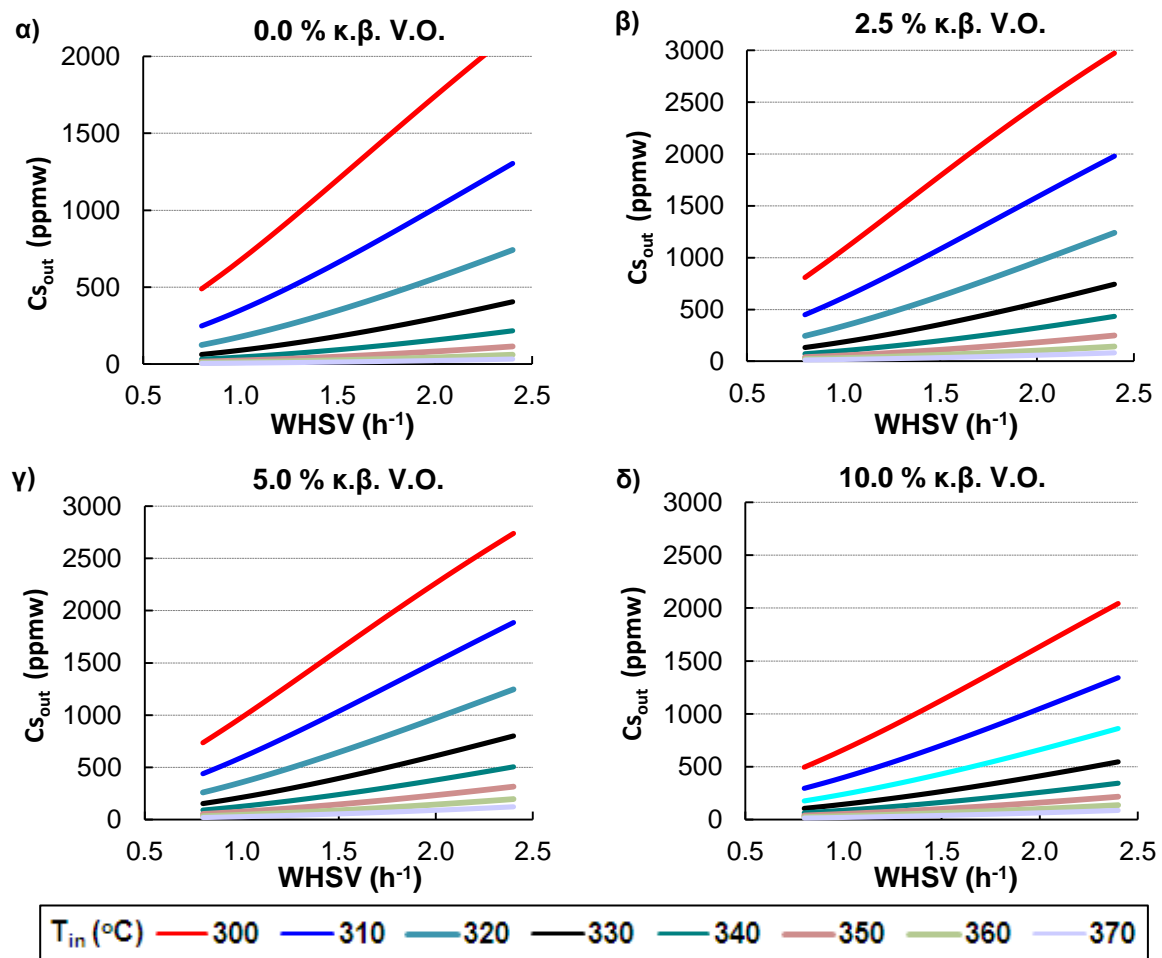 α)
0.0 % κ.β. V.O.
2000
1500
1000
500
0
0.5 1.0 1.5 2.0 2.5
Cs_out (ppmw)
WHSV (h⁻¹)
β)
2.5 % κ.β. V.O.
3000
2500
2000
1500
1000
500
0
0.5 1.0 1.5 2.0 2.5
Cs_out (ppmw)
WHSV (h⁻¹)
γ)
5.0 % κ.β. V.O.
3000
2500
2000
1500
1000
500
0
0.5 1.0 1.5 2.0 2.5
Cs_out (ppmw)
WHSV (h⁻¹)
δ)
10.0 % κ.β. V.O.
3000
2500
2000
1500
1000
500
0
0.5 1.0 1.5 2.0 2.5
Cs_out (ppmw)
WHSV (h⁻¹)
T_in (°C) 300 310 320 330 340 350 360 370